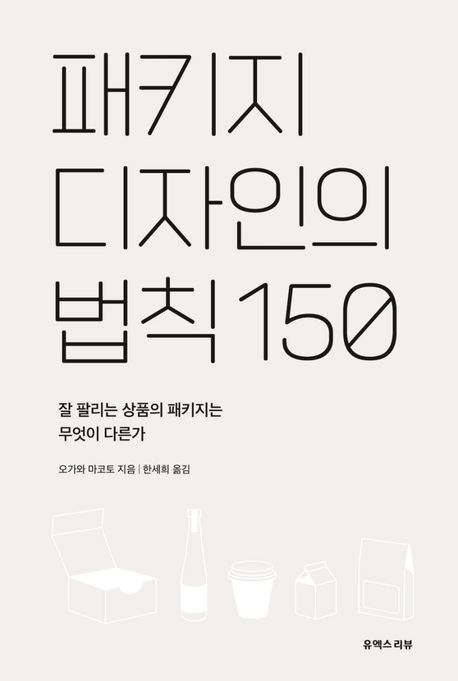 패키지
디자인의
법칙 150
잘 팔리는 상품의 패키지는
무엇이 다른가
오가와 마코토 지음 | 한세희 옮김
유엑스리뷰